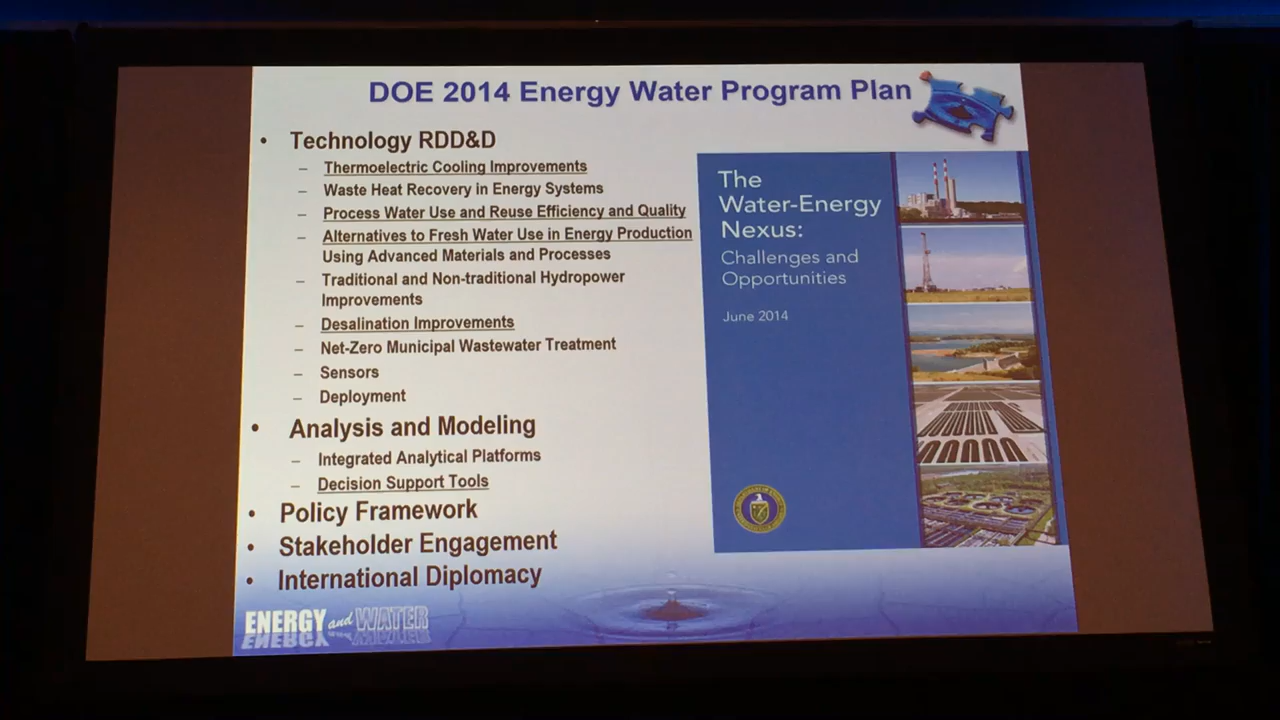 DOE 2014 Energy Water Program Plan
• Technology RDD&D
– Thermoelectric Cooling Improvements
– Waste Heat Recovery in Energy Systems
– Process Water Use and Reuse Efficiency and Quality
– Alternatives to Fresh Water Use in Energy Production
Using Advanced Materials and Processes
– Traditional and Non-traditional Hydropower
Improvements
– Desalination Improvements
– Net-Zero Municipal Wastewater Treatment
– Sensors
– Deployment
• Analysis and Modeling
– Integrated Analytical Platforms
– Decision Support Tools
• Policy Framework
• Stakeholder Engagement
• International Diplomacy
The
Water-Energy
Nexus:
Challenges and
Opportunities
June 2014
ENERGY and WATER